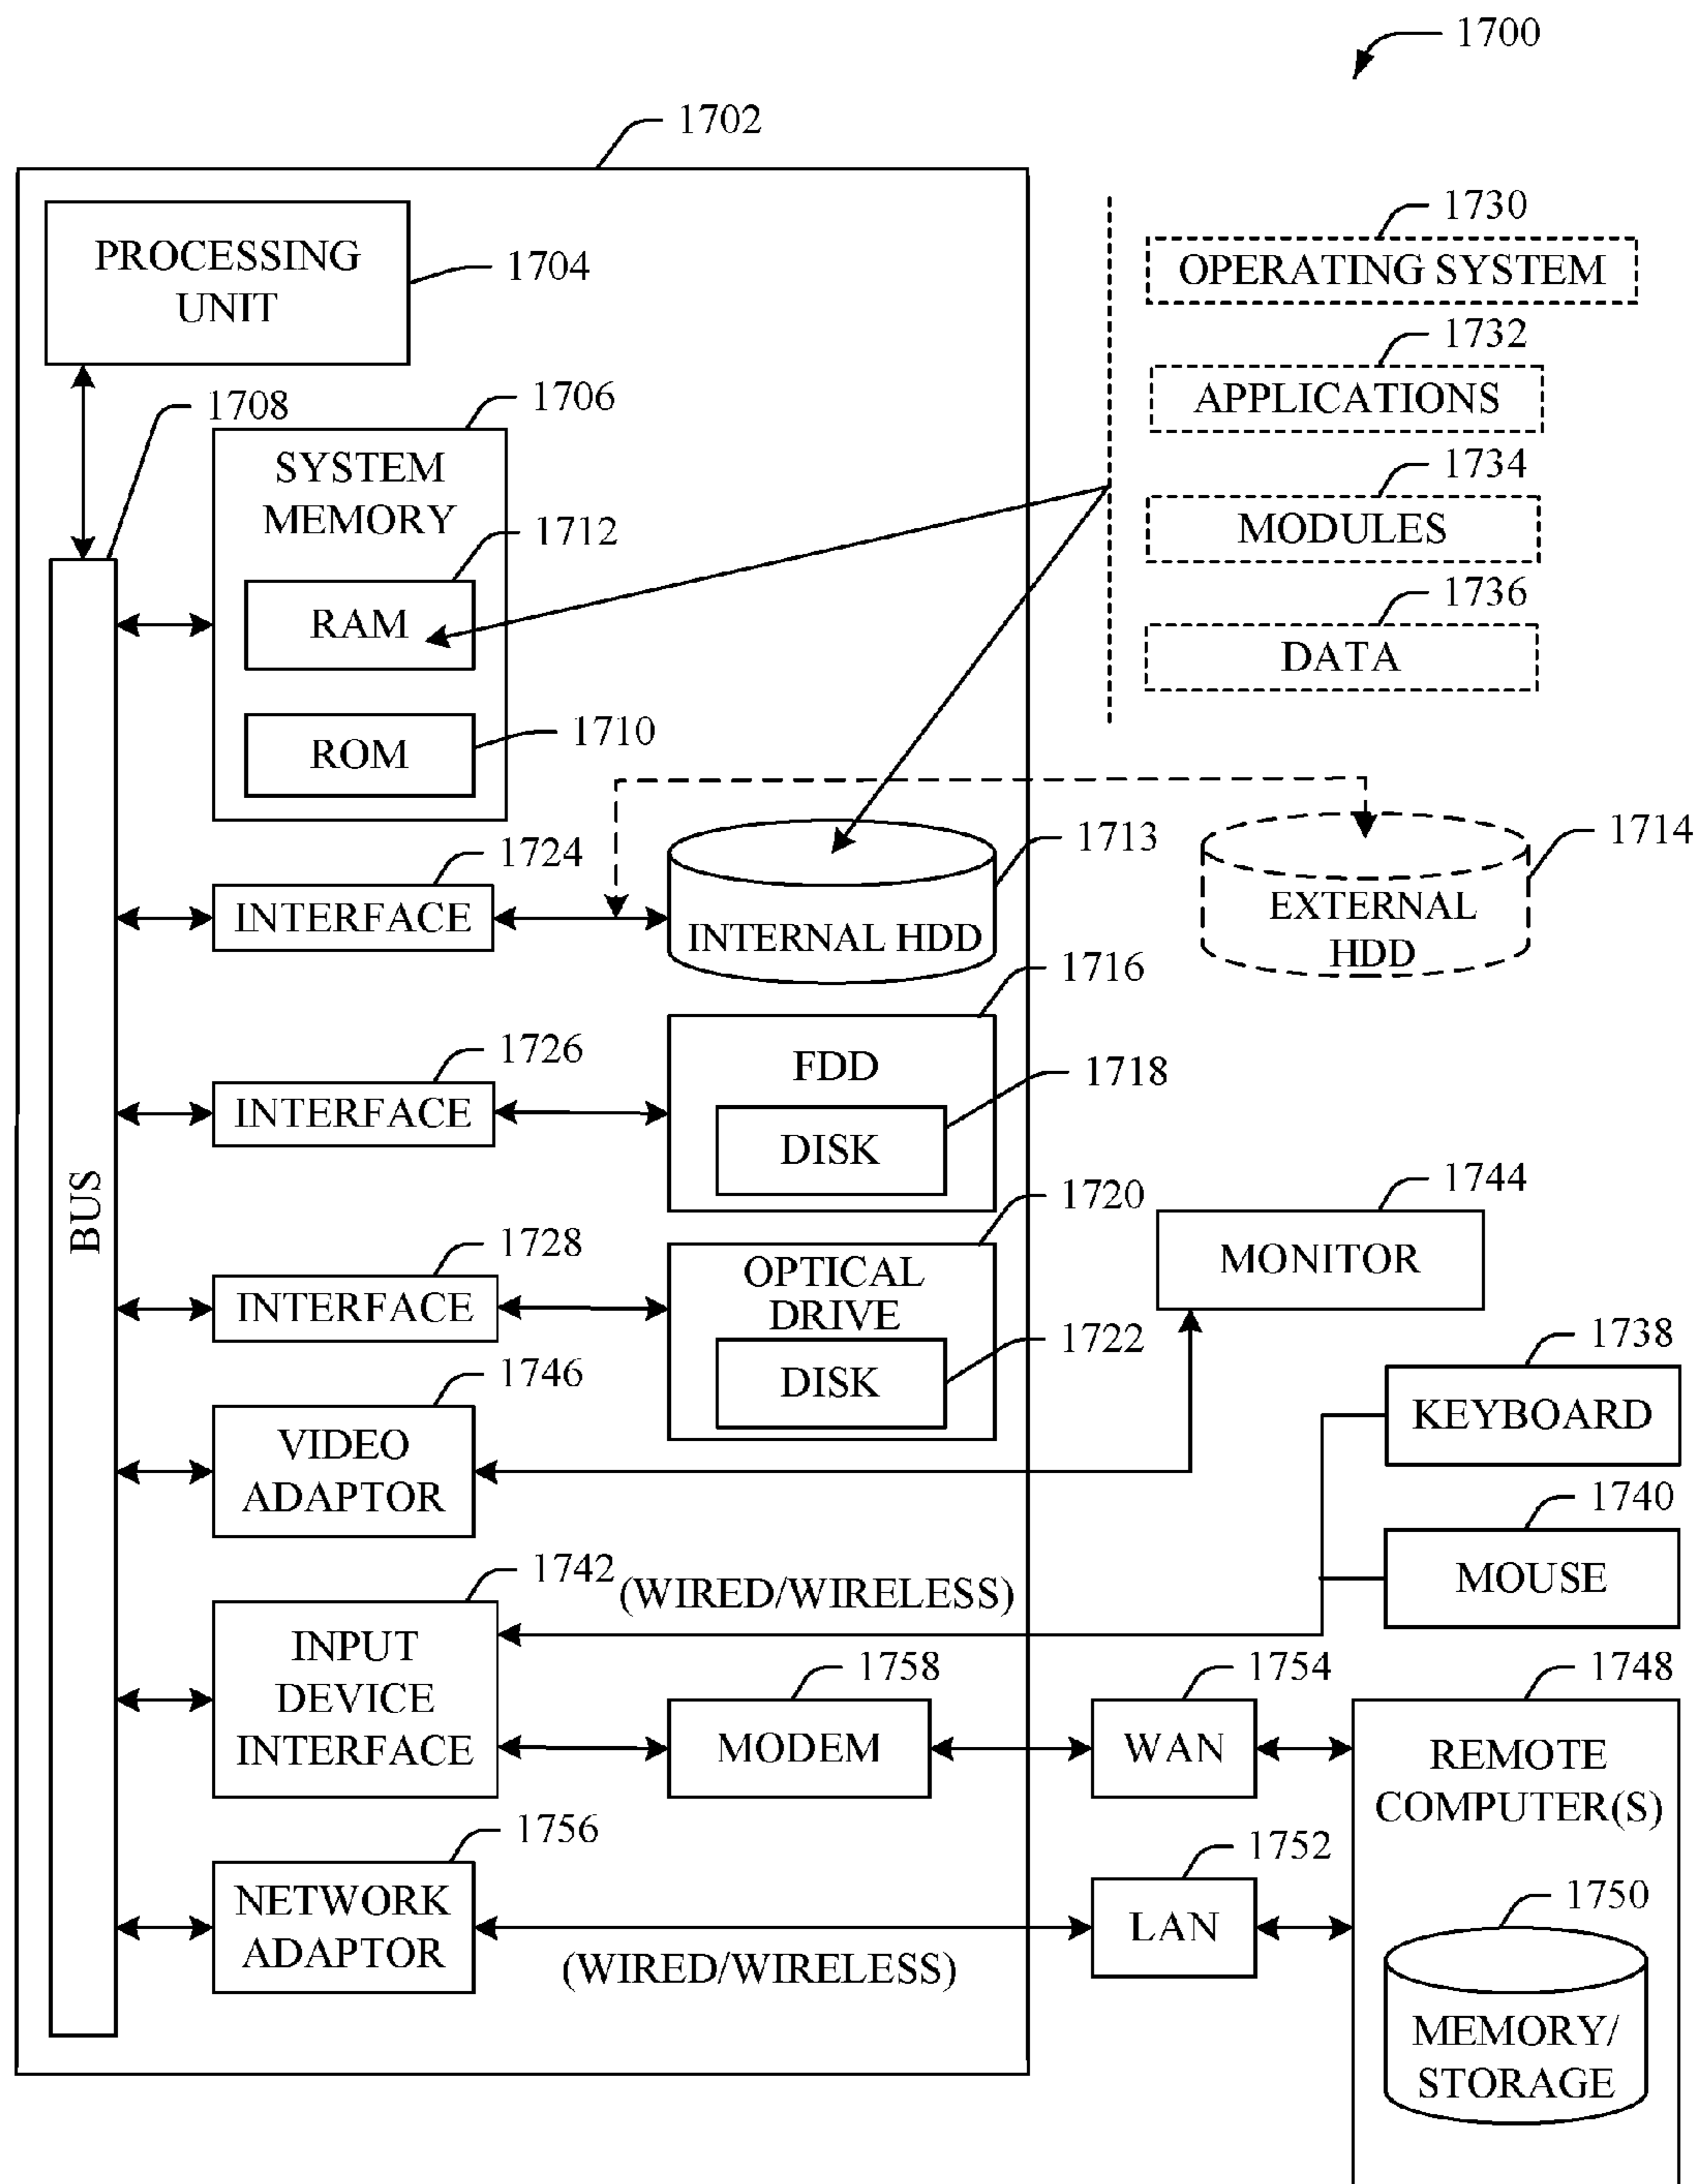 1700
1702
PROCESSING
UNIT
1704
1730
OPERATING SYSTEM
1732
APPLICATIONS
1734
MODULES
1736
DATA
1708
1706
SYSTEM
MEMORY
1712
RAM
1710
ROM
1724
INTERFACE
1713
INTERNAL HDD
1714
EXTERNAL
HDD
1716
FDD
1718
DISK
1726
INTERFACE
BUS
1720
OPTICAL
DRIVE
1722
DISK
1728
INTERFACE
1744
MONITOR
1746
VIDEO
ADAPTOR
1738
KEYBOARD
1740
MOUSE
1742
(WIRED/WIRELESS)
INPUT
DEVICE
INTERFACE
1758
MODEM
1754
WAN
1748
REMOTE
COMPUTER(S)
1756
NETWORK
ADAPTOR
(WIRED/WIRELESS)
1752
LAN
1750
MEMORY/
STORAGE